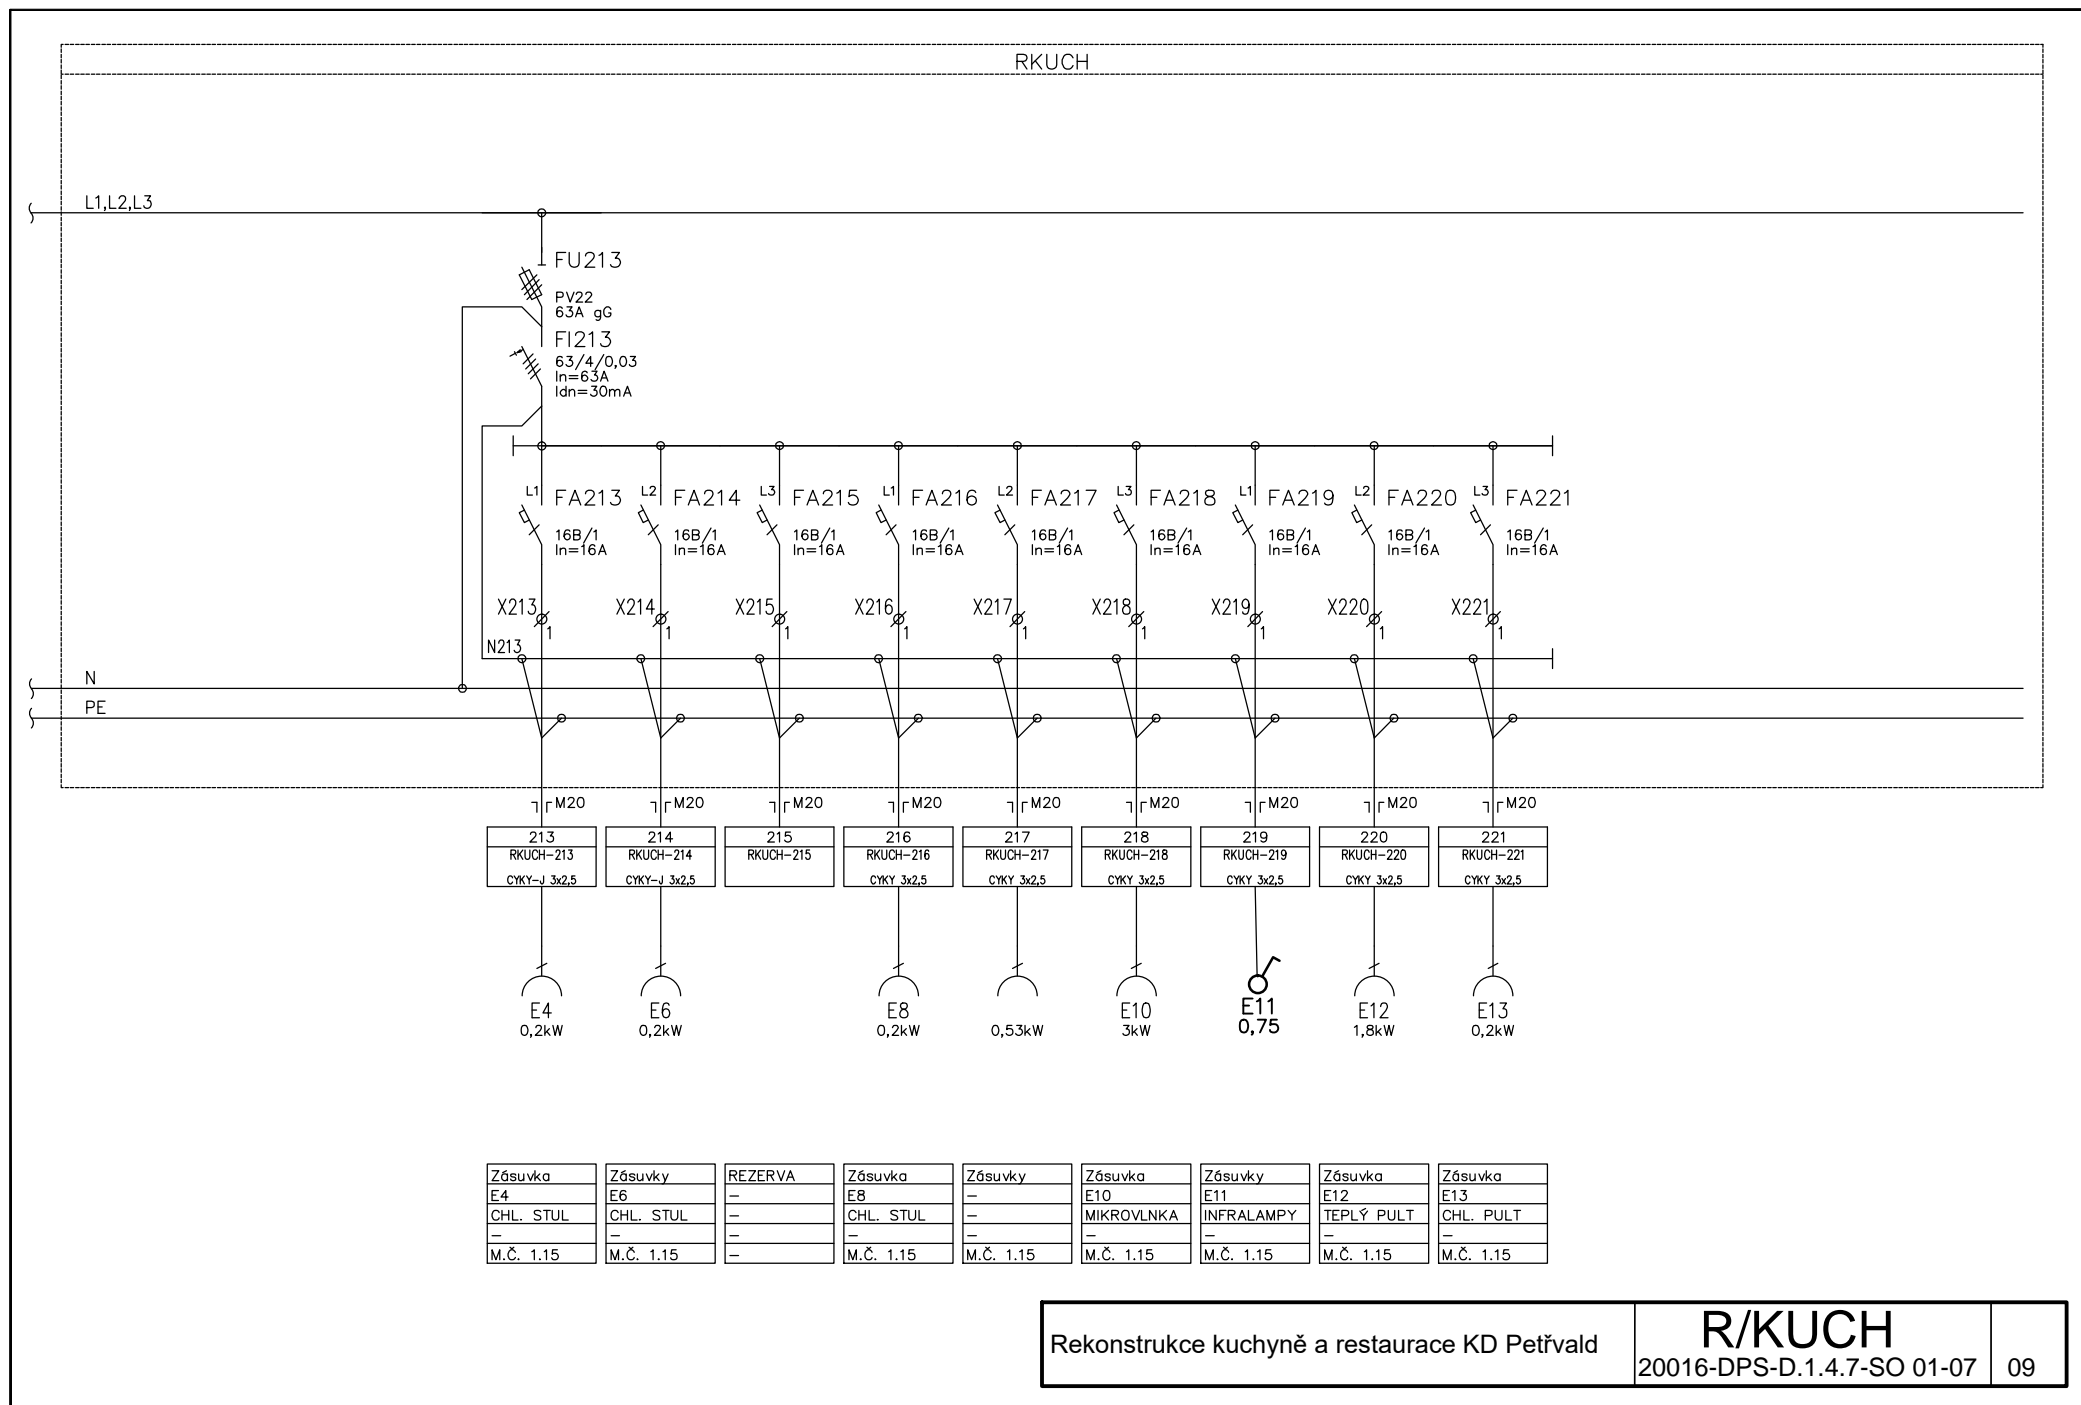 RKUCH
L1,L2,L3
FU213
PV22
63A gG
FI213
63/4/0,03
In=63A
Idn=30mA
L1 FA213 L2 FA214 L3 FA215 L1 FA216 L2 FA217 L3 FA218 L1 FA219 L2 FA220 L3 FA221
16B/1 16B/1 16B/1 16B/1 16B/1 16B/1 16B/1 16B/1 16B/1
In=16A In=16A In=16A In=16A In=16A In=16A In=16A In=16A In=16A
X213 X214 X215 X216 X217 X218 X219 X220 X221
1 1 1 1 1 1 1 1 1
N213
N
PE
M20 M20 M20 M20 M20 M20 M20 M20 M20
213 214 215 216 217 218 219 220 221
RKUCH-213 RKUCH-214 RKUCH-215 RKUCH-216 RKUCH-217 RKUCH-218 RKUCH-219 RKUCH-220 RKUCH-221
CYKY-J 3x2,5 CYKY-J 3x2,5 CYKY 3x2,5 CYKY 3x2,5 CYKY 3x2,5 CYKY 3x2,5 CYKY 3x2,5 CYKY 3x2,5
E4 E6 E8 E10 E11 E12 E13
0,2kW 0,2kW 0,2kW 0,53kW 3kW 0,75 1,8kW 0,2kW
Zásuvka Zásuvky REZERVA Zásuvka Zásuvky Zásuvka Zásuvky Zásuvka Zásuvka
E4 E6 - E8 - E10 E11 E12 E13
CHL. STUL CHL. STUL - CHL. STUL - MIKROVLNKA INFRALAMPY TEPLÝ PULT CHL. PULT
- - - - - - - - -
M.Č. 1.15 M.Č. 1.15 - M.Č. 1.15 M.Č. 1.15 M.Č. 1.15 M.Č. 1.15 M.Č. 1.15 M.Č. 1.15
Rekonstrukce kuchyně a restaurace KD Petřvald
R/KUCH
20016-DPS-D.1.4.7-SO 01-07
09